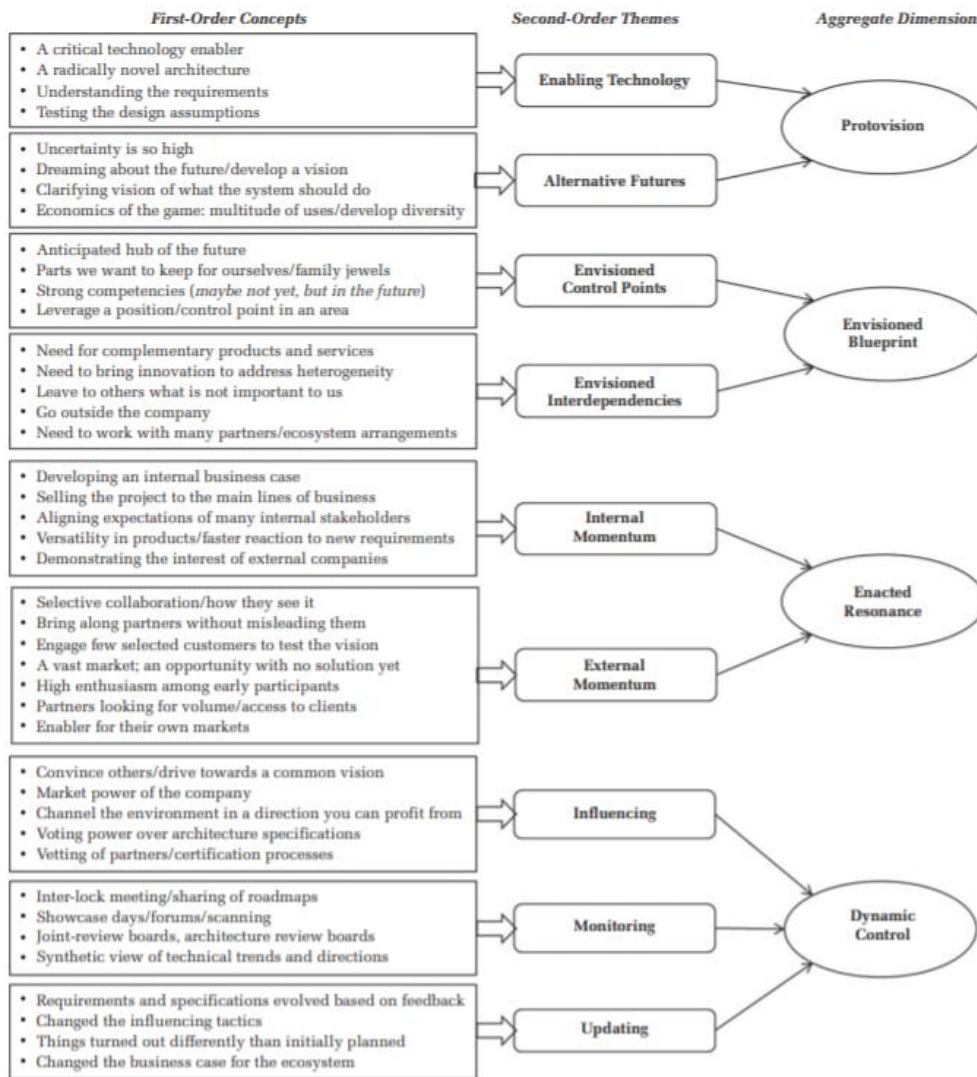 First-Order Concepts
Second-Order Themes
Aggregate Dimension
• A critical technology enabler
• A radically novel architecture
• Understanding the requirements
• Testing the design assumptions
Enabling Technology
Protovision
• Uncertainty is so high
• Dreaming about the future/develop a vision
• Clarifying vision of what the system should do
• Economics of the game: multitude of uses/develop diversity
Alternative Futures
• Anticipated hub of the future
• Parts we want to keep for ourselves/family jewels
• Strong competencies (maybe not yet, but in the future)
• Leverage a position/control point in an area
Envisioned
Control Points
Envisioned
Blueprint
• Need for complementary products and services
• Need to bring innovation to address heterogeneity
• Leave to others what is not important to us
• Go outside the company
• Need to work with many partners/ecosystem arrangements
Envisioned
Interdependencies
• Developing an internal business case
• Selling the project to the main lines of business
• Aligning expectations of many internal stakeholders
• Versatility in products/faster reaction to new requirements
• Demonstrating the interest of external companies
Internal
Momentum
Enacted
Resonance
• Selective collaboration/how they see it
• Bring along partners without misleading them
• Engage few selected customers to test the vision
• A vast market; an opportunity with no solution yet
• High enthusiasm among early participants
• Partners looking for volume/access to clients
• Enabler for their own markets
External
Momentum
• Convince others/drive towards a common vision
• Market power of the company
• Channel the environment in a direction you can profit from
• Voting power over architecture specifications
• Vetting of partners/certification processes
Influencing
• Inter-lock meeting/sharing of roadmaps
• Showcase days/forums/scanning
• Joint-review boards, architecture review boards
• Synthetic view of technical trends and directions
Monitoring
Dynamic
Control
• Requirements and specifications evolved based on feedback
• Changed the influencing tactics
• Things turned out differently than initially planned
• Changed the business case for the ecosystem
Updating